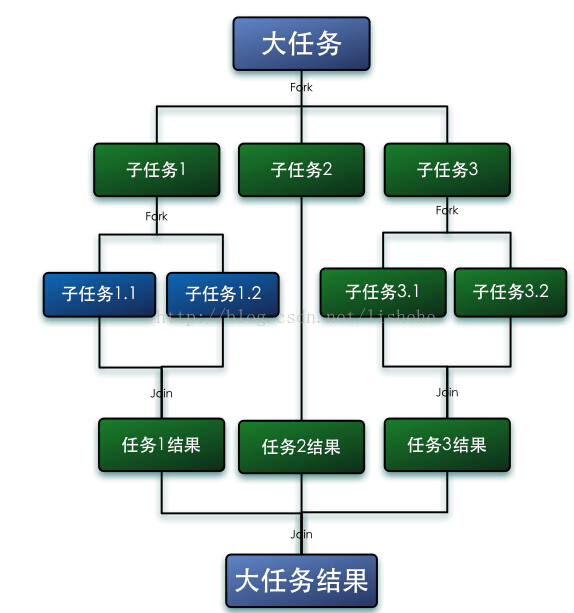 大任务
Fork
子任务1 子任务2 子任务3
Fork Fork
子任务1.1 子任务1.2 子任务3.1 子任务3.2
http://blog.csdn.net/lishehe
Join Join
任务1结果 任务2结果 任务3结果
Join
大任务结果